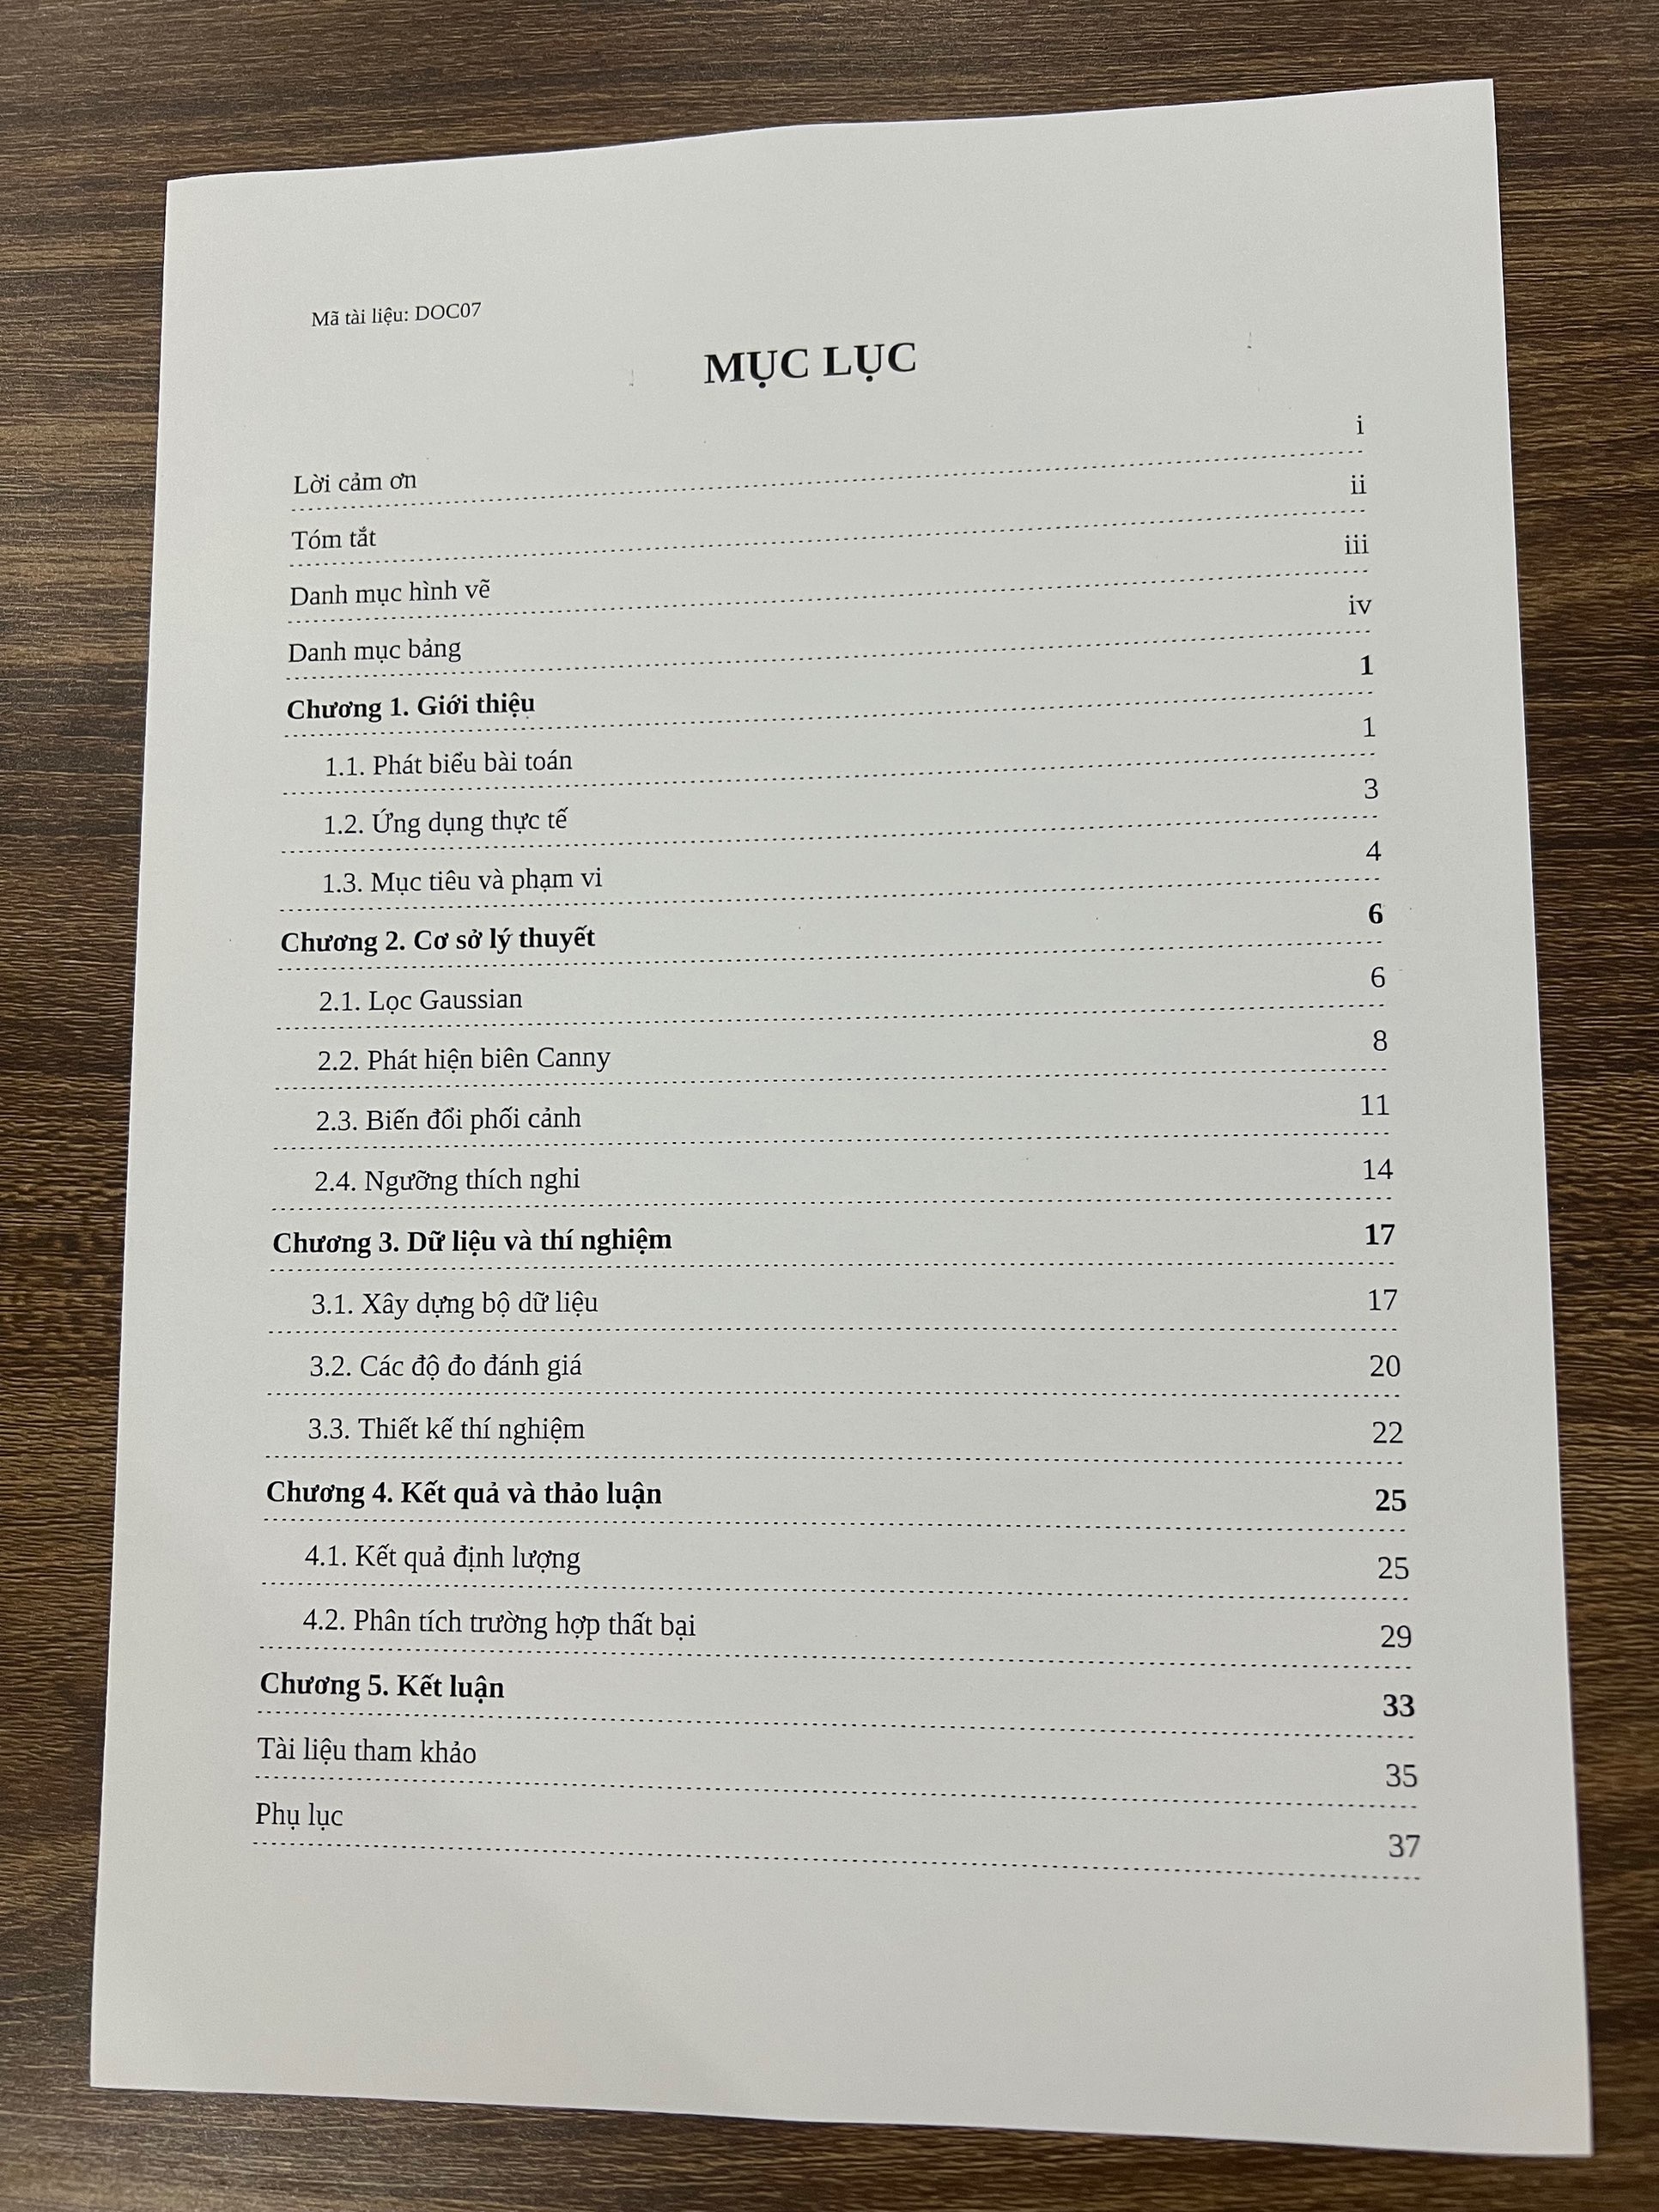 Mã tài liệu: DOC07
MỤC LỤC
Lời cảm ơn i
Tóm tắt ii
Danh mục hình vẽ iii
Danh mục bảng iv
Chương 1. Giới thiệu 1
1.1. Phát biểu bài toán 1
1.2. Ứng dụng thực tế 3
1.3. Mục tiêu và phạm vi 4
Chương 2. Cơ sở lý thuyết 6
2.1. Lọc Gaussian 6
2.2. Phát hiện biên Canny 8
2.3. Biến đổi phối cảnh 11
2.4. Ngưỡng thích nghi 14
Chương 3. Dữ liệu và thí nghiệm 17
3.1. Xây dựng bộ dữ liệu 17
3.2. Các độ đo đánh giá 20
3.3. Thiết kế thí nghiệm 22
Chương 4. Kết quả và thảo luận 25
4.1. Kết quả định lượng 25
4.2. Phân tích trường hợp thất bại 29
Chương 5. Kết luận 33
Tài liệu tham khảo 35
Phụ lục 37